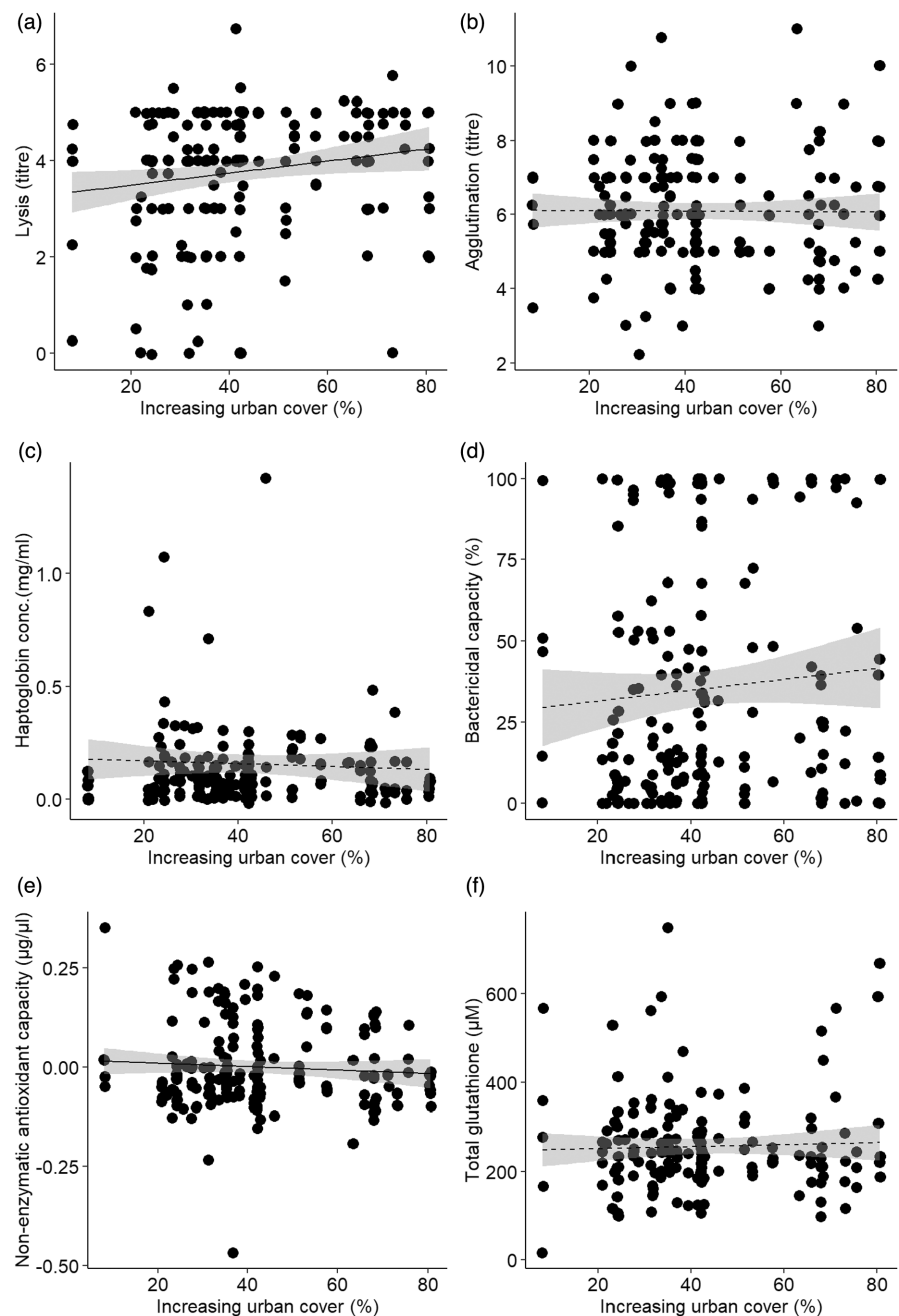 (a)
Lysis (titre)
6
4
2
0
20
40
60
80
Increasing urban cover (%)
(b)
Agglutination (titre)
10
8
6
4
2
20
40
60
80
Increasing urban cover (%)
(c)
Haptoglobin conc.(mg/ml)
1.0
0.5
0.0
20
40
60
80
Increasing urban cover (%)
(d)
Bactericidal capacity (%)
100
75
50
25
0
20
40
60
80
Increasing urban cover (%)
(e)
Non-enzymatic antioxidant capacity (µg/µl)
0.25
0.00
-0.25
-0.50
20
40
60
80
Increasing urban cover (%)
(f)
Total glutathione (µM)
600
400
200
0
20
40
60
80
Increasing urban cover (%)